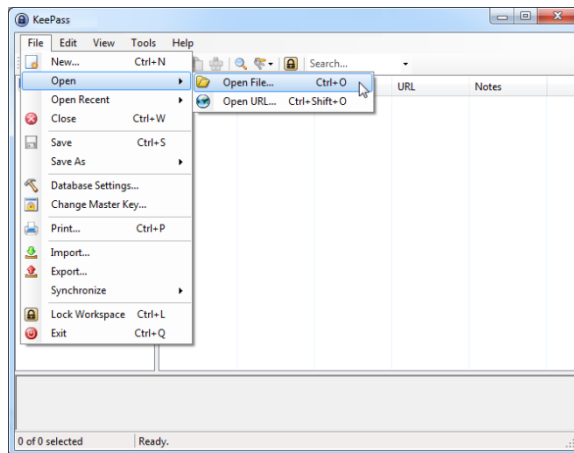 KeePass
File Edit View Tools Help
Search...
URL Notes
New... Ctrl+N
Open
Open File... Ctrl+O
Open URL... Ctrl+Shift+O
Open Recent
Close Ctrl+W
Save Ctrl+S
Save As
Database Settings...
Change Master Key...
Print... Ctrl+P
Import...
Export...
Synchronize
Lock Workspace Ctrl+L
Exit Ctrl+Q
0 of 0 selected Ready.